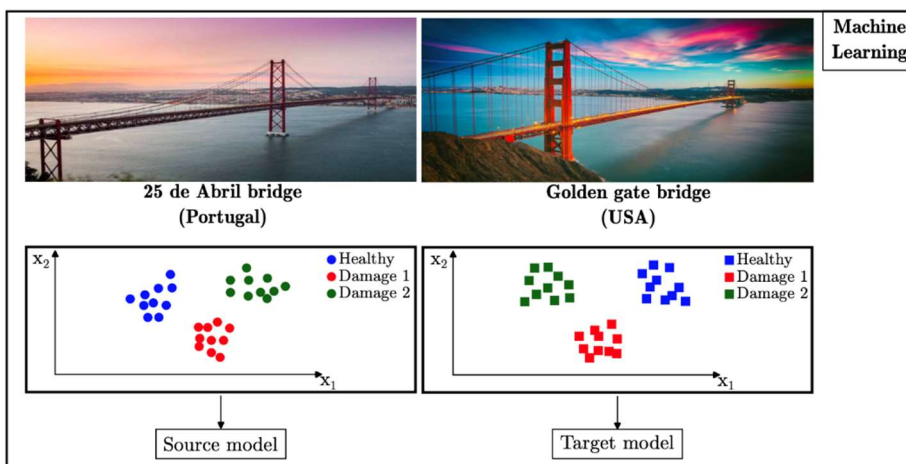 Machine
Learning
25 de Abril bridge
(Portugal)
Golden gate bridge
(USA)
x2
Healthy
Damage 1
Damage 2
x1
Source model
x2
Healthy
Damage 1
Damage 2
x1
Target model